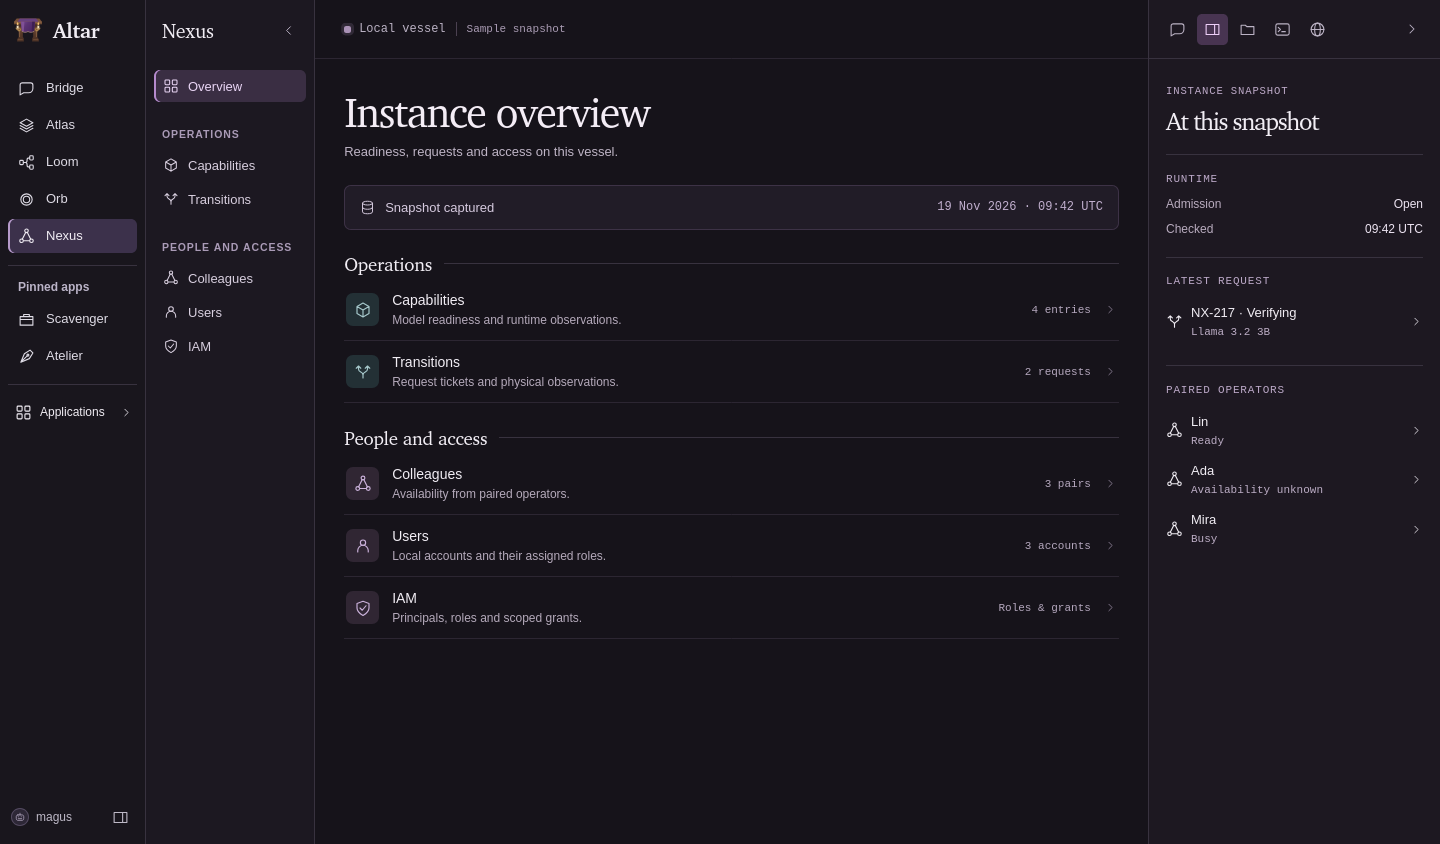 Altar
Bridge
Atlas
Loom
Orb
Nexus
Pinned apps
Scavenger
Atelier
Applications
magus
Nexus
Overview
OPERATIONS
Capabilities
Transitions
PEOPLE AND ACCESS
Colleagues
Users
IAM
Local vessel
Sample snapshot
Instance overview
Readiness, requests and access on this vessel.
Snapshot captured
19 Nov 2026 · 09:42 UTC
Operations
Capabilities
Model readiness and runtime observations.
4 entries
Transitions
Request tickets and physical observations.
2 requests
People and access
Colleagues
Availability from paired operators.
3 pairs
Users
Local accounts and their assigned roles.
3 accounts
IAM
Principals, roles and scoped grants.
Roles & grants
INSTANCE SNAPSHOT
At this snapshot
RUNTIME
Admission
Open
Checked
09:42 UTC
LATEST REQUEST
NX-217 · Verifying
Llama 3.2 3B
PAIRED OPERATORS
Lin
Ready
Ada
Availability unknown
Mira
Busy